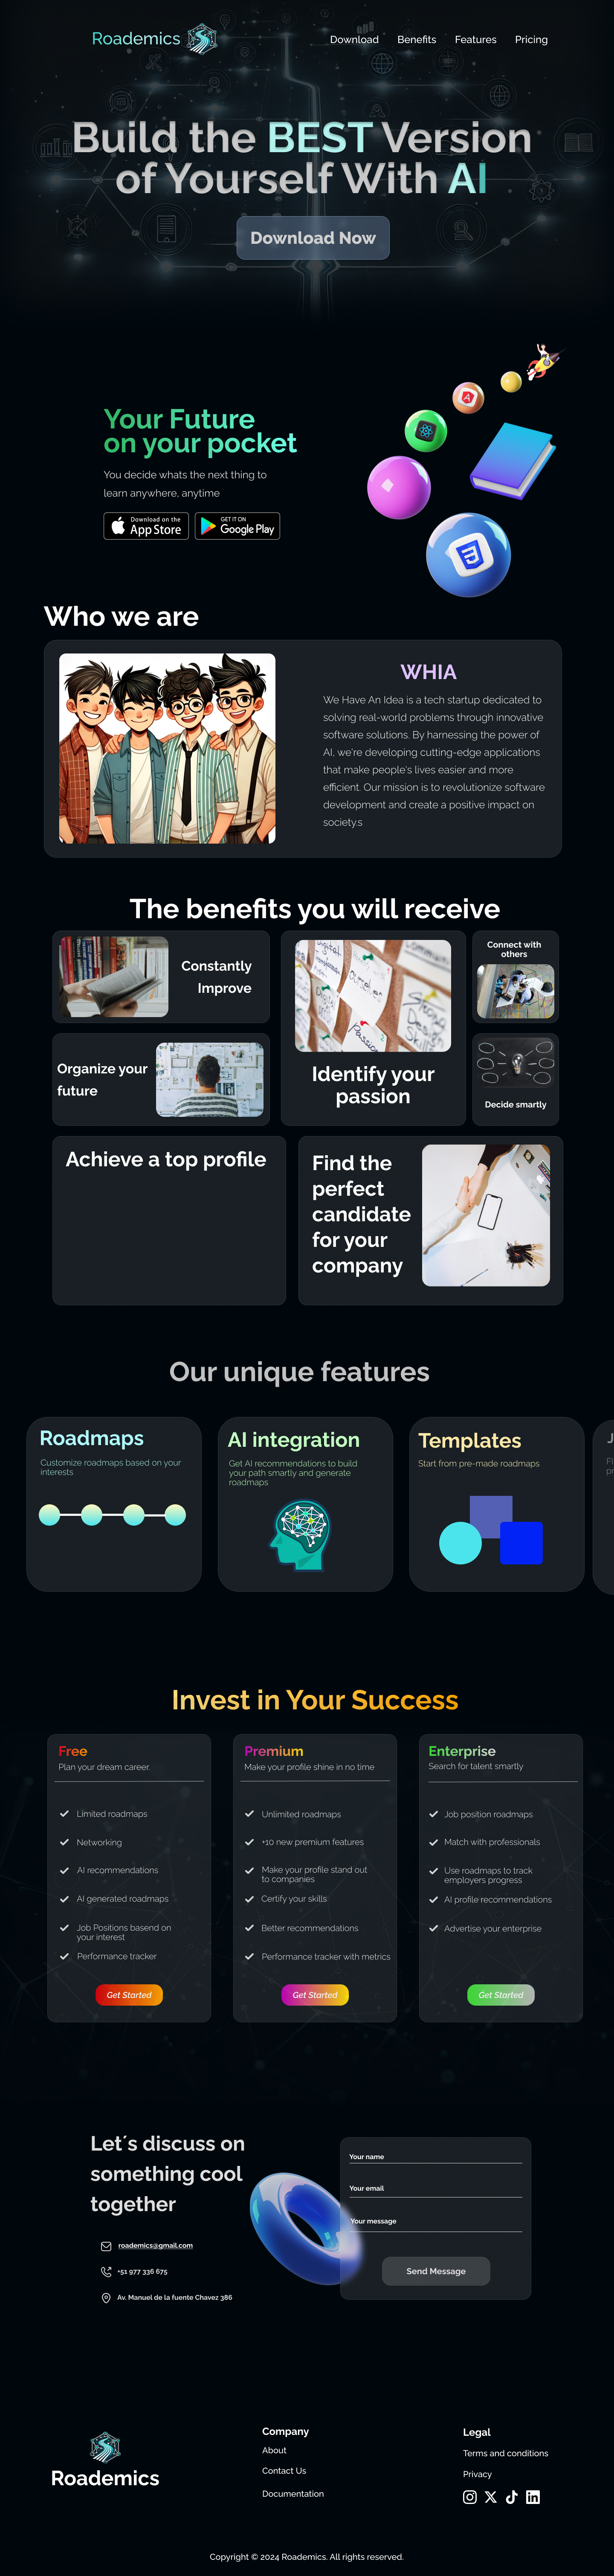 Roademics
Download
Benefits
Features
Pricing
Build the BEST Version
of Yourself With AI
Download Now
Your Future
on your pocket
You decide whats the next thing to
learn anywhere, anytime
Download on the
App Store
GET IT ON
Google Play
Who we are
WHIA
We Have An Idea is a tech startup dedicated to
solving real-world problems through innovative
software solutions. By harnessing the power of
AI, we're developing cutting-edge applications
that make people's lives easier and more
efficient. Our mission is to revolutionize software
development and create a positive impact on
society.s
The benefits you will receive
Constantly
Improve
Passion
Identify your
passion
Connect with
others
Organize your
future
Decide smartly
Achieve a top profile
Find the
perfect
candidate
for your
company
Our unique features
Roadmaps
Customize roadmaps based on your
interests
AI integration
Get AI recommendations to build
your path smartly and generate
roadmaps
Templates
Start from pre-made roadmaps
J
Fl
pr
Invest in Your Success
Free
Plan your dream career.
Limited roadmaps
Networking
AI recommendations
AI generated roadmaps
Job Positions basend on
your interest
Performance tracker
Get Started
Premium
Make your profile shine in no time
Unlimited roadmaps
+10 new premium features
Make your profile stand out
to companies
Certify your skills
Better recommendations
Performance tracker with metrics
Get Started
Enterprise
Search for talent smartly
Job position roadmaps
Match with professionals
Use roadmaps to track
employers progress
AI profile recommendations
Advertise your enterprise
Get Started
Let´s discuss on
something cool
together
roademics@gmail.com
+51 977 336 675
Av. Manuel de la fuente Chavez 386
Your name
Your email
Your message
Send Message
Roademics
Company
About
Contact Us
Documentation
Legal
Terms and conditions
Privacy
Copyright © 2024 Roademics. All rights reserved.